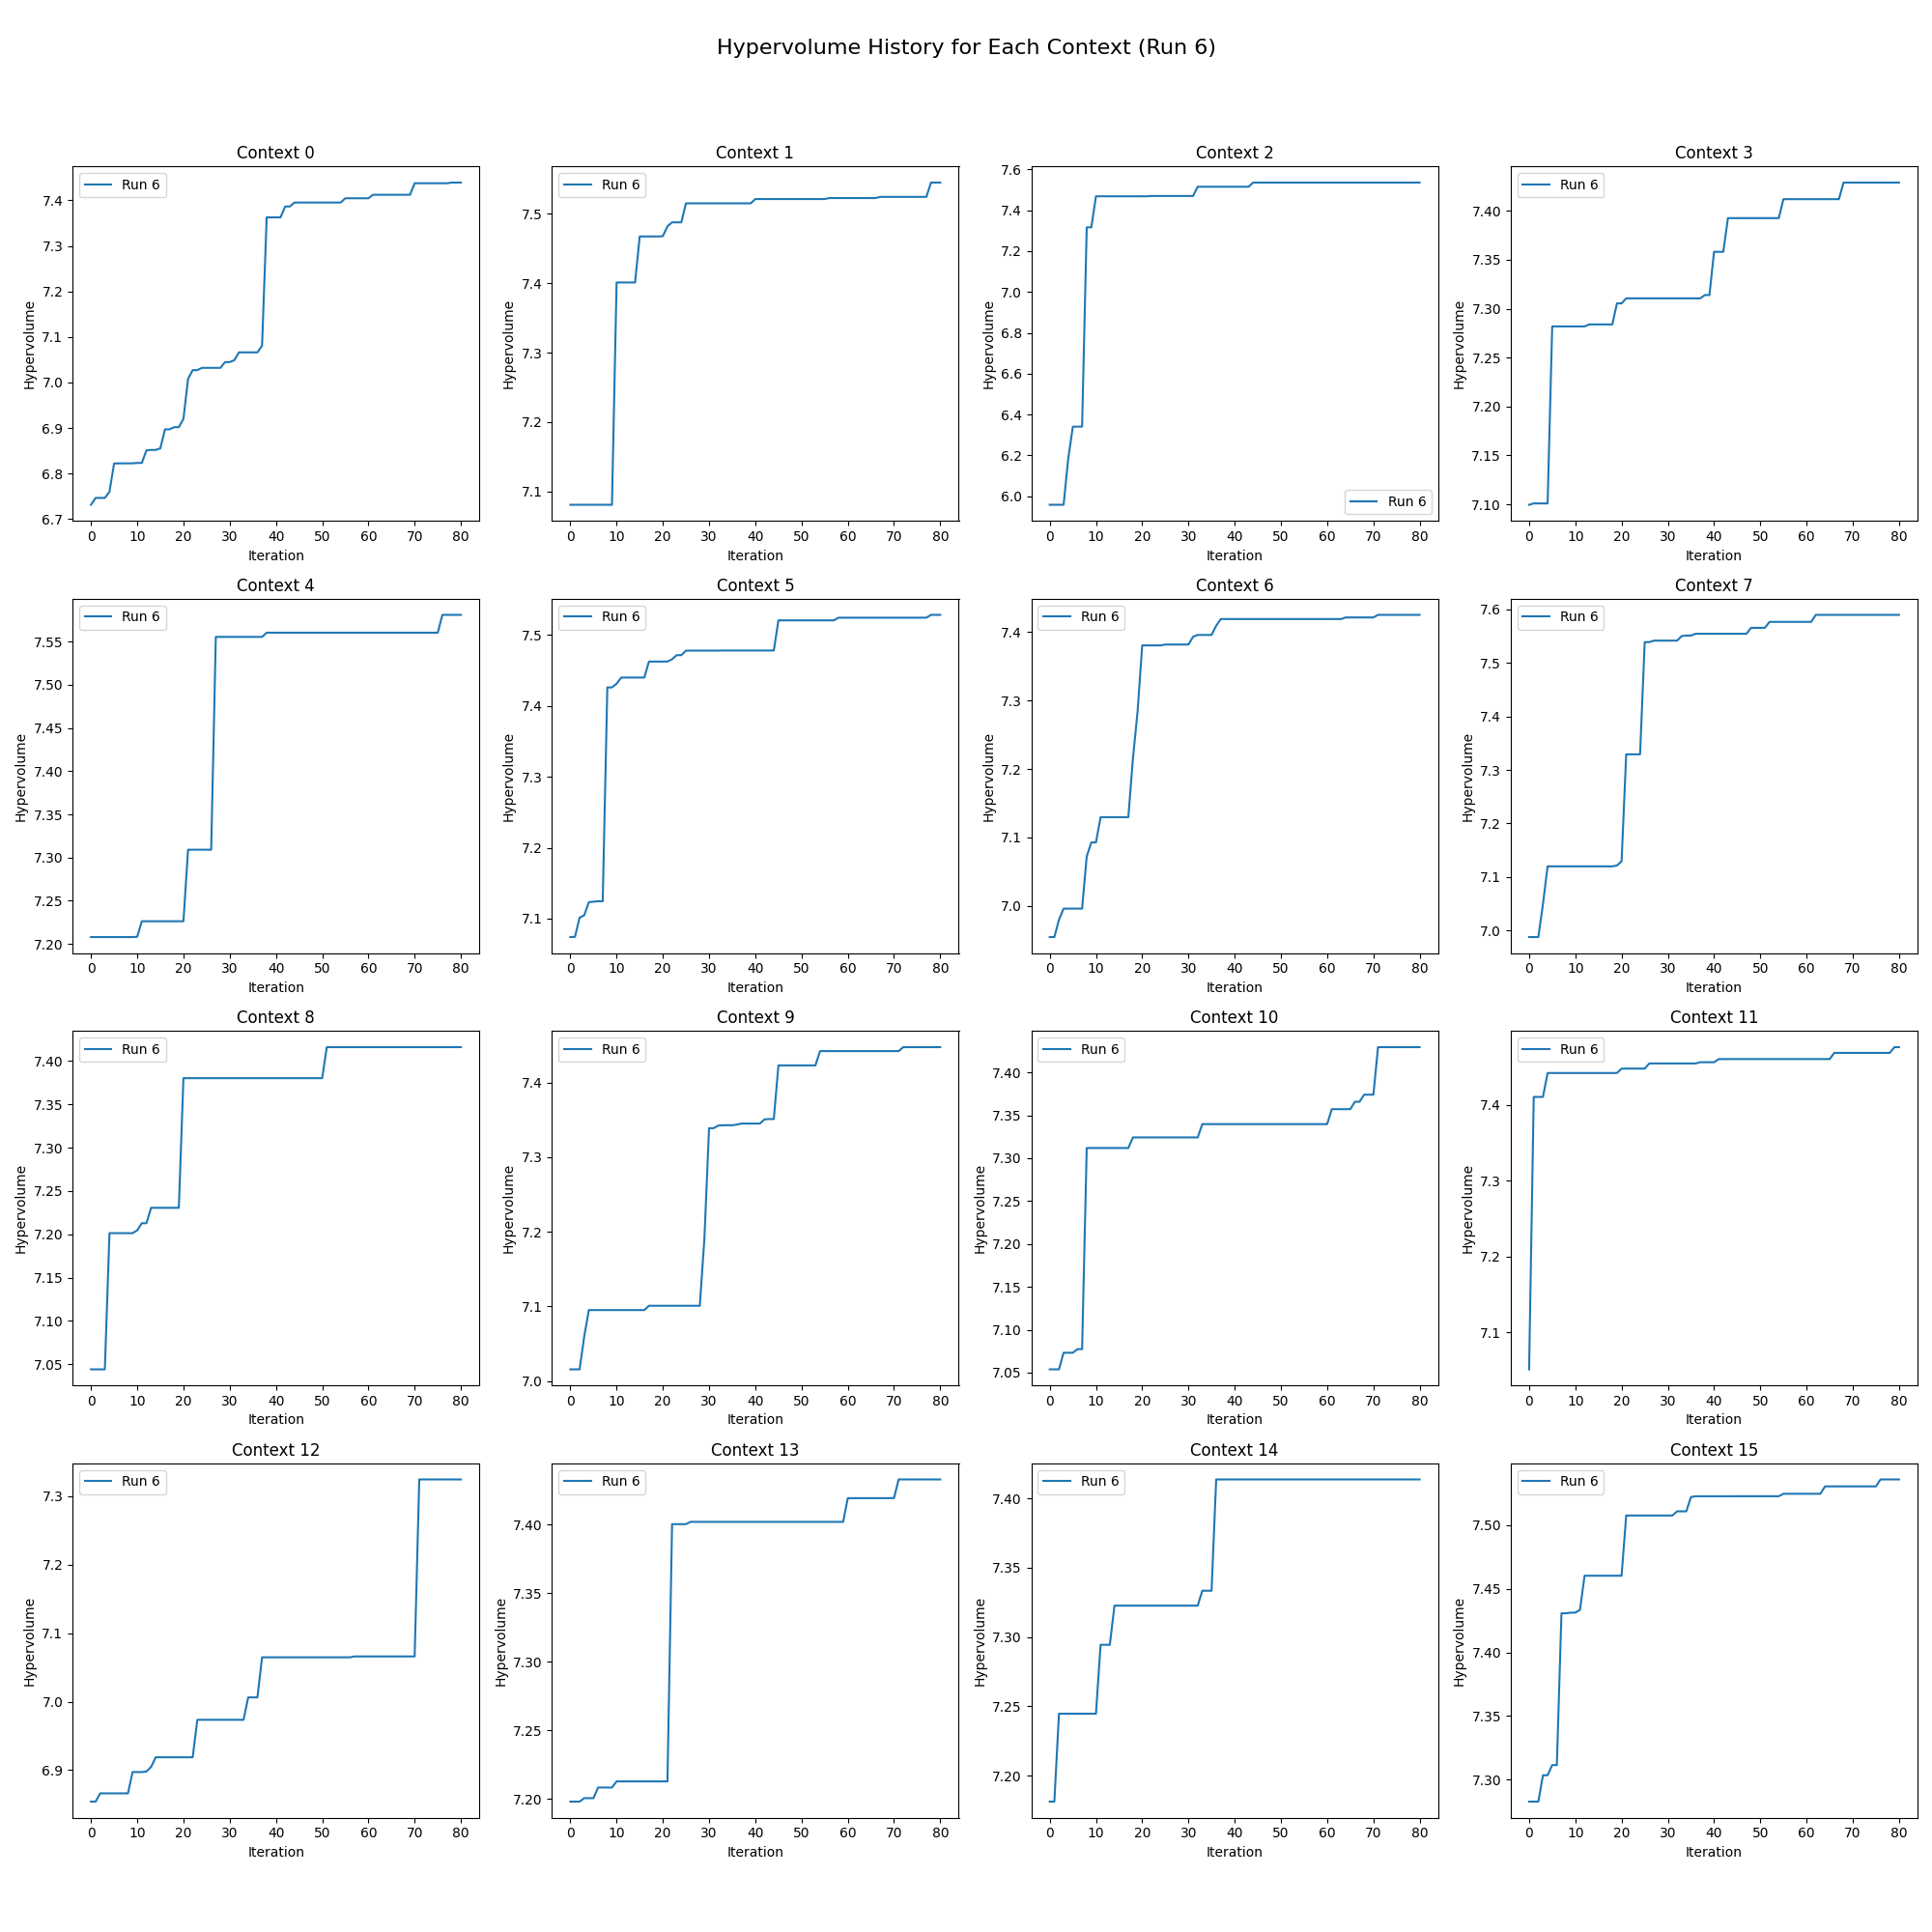 Hypervolume History for Each Context (Run 6)
Context 0
Run 6
7.4
7.3
7.2
7.1
7.0
6.9
6.8
6.7
Hypervolume
0 10 20 30 40 50 60 70 80
Iteration
Context 1
Run 6
7.5
7.4
7.3
7.2
7.1
Hypervolume
0 10 20 30 40 50 60 70 80
Iteration
Context 2
7.6
7.4
7.2
7.0
6.8
6.6
6.4
6.2
6.0
Hypervolume
Run 6
0 10 20 30 40 50 60 70 80
Iteration
Context 3
Run 6
7.40
7.35
7.30
7.25
7.20
7.15
7.10
Hypervolume
0 10 20 30 40 50 60 70 80
Iteration
Context 4
Run 6
7.55
7.50
7.45
7.40
7.35
7.30
7.25
7.20
Hypervolume
0 10 20 30 40 50 60 70 80
Iteration
Context 5
Run 6
7.5
7.4
7.3
7.2
7.1
Hypervolume
0 10 20 30 40 50 60 70 80
Iteration
Context 6
Run 6
7.4
7.3
7.2
7.1
7.0
Hypervolume
0 10 20 30 40 50 60 70 80
Iteration
Context 7
Run 6
7.6
7.5
7.4
7.3
7.2
7.1
7.0
Hypervolume
0 10 20 30 40 50 60 70 80
Iteration
Context 8
Run 6
7.40
7.35
7.30
7.25
7.20
7.15
7.10
7.05
Hypervolume
0 10 20 30 40 50 60 70 80
Iteration
Context 9
Run 6
7.4
7.3
7.2
7.1
7.0
Hypervolume
0 10 20 30 40 50 60 70 80
Iteration
Context 10
Run 6
7.40
7.35
7.30
7.25
7.20
7.15
7.10
7.05
Hypervolume
0 10 20 30 40 50 60 70 80
Iteration
Context 11
Run 6
7.4
7.3
7.2
7.1
Hypervolume
0 10 20 30 40 50 60 70 80
Iteration
Context 12
Run 6
7.3
7.2
7.1
7.0
6.9
Hypervolume
0 10 20 30 40 50 60 70 80
Iteration
Context 13
Run 6
7.40
7.35
7.30
7.25
7.20
Hypervolume
0 10 20 30 40 50 60 70 80
Iteration
Context 14
Run 6
7.40
7.35
7.30
7.25
7.20
Hypervolume
0 10 20 30 40 50 60 70 80
Iteration
Context 15
Run 6
7.50
7.45
7.40
7.35
7.30
Hypervolume
0 10 20 30 40 50 60 70 80
Iteration